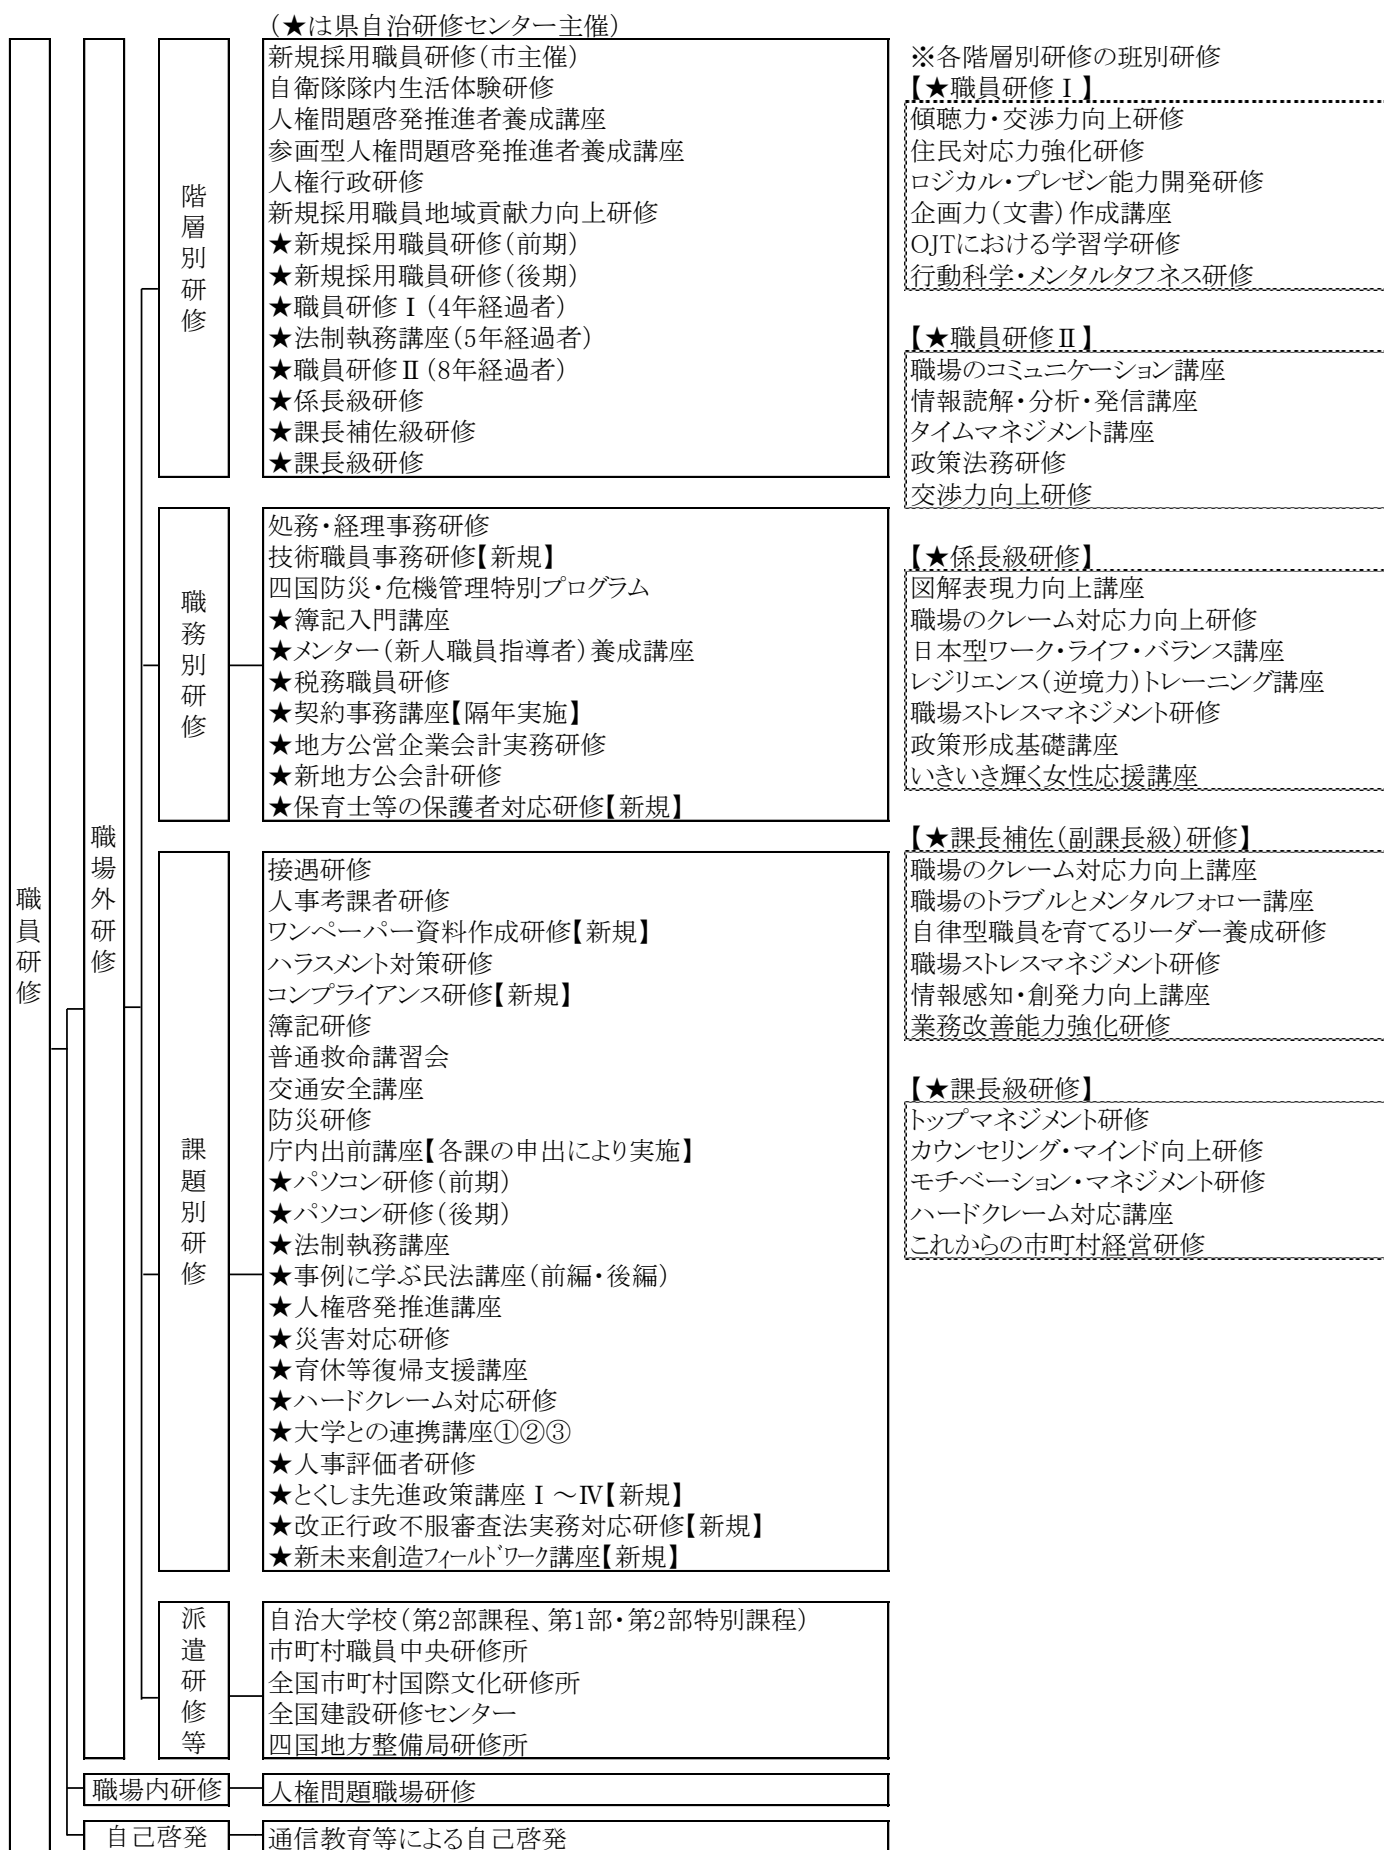 (★は県自治研修センター主催)
職員研修
職場外研修
階層別研修
新規採用職員研修(市主催)
自衛隊隊内生活体験研修
人権問題啓発推進者養成講座
参画型人権問題啓発推進者養成講座
人権行政研修
新規採用職員地域貢献力向上研修
★新規採用職員研修(前期)
★新規採用職員研修(後期)
★職員研修Ⅰ(4年経過者)
★法制執務講座(5年経過者)
★職員研修Ⅱ(8年経過者)
★係長級研修
★課長補佐級研修
★課長級研修
職務別研修
処務・経理事務研修
技術職員事務研修【新規】
四国防災・危機管理特別プログラム
★簿記入門講座
★メンター(新人職員指導者)養成講座
★税務職員研修
★契約事務講座【隔年実施】
★地方公営企業会計実務研修
★新地方公会計研修
★保育士等の保護者対応研修【新規】
課題別研修
接遇研修
人事考課者研修
ワンペーパー資料作成研修【新規】
ハラスメント対策研修
コンプライアンス研修【新規】
簿記研修
普通救命講習会
交通安全講座
防災研修
庁内出前講座【各課の申出により実施】
★パソコン研修(前期)
★パソコン研修(後期)
★法制執務講座
★事例に学ぶ民法講座(前編・後編)
★人権啓発推進講座
★災害対応研修
★育休等復帰支援講座
★ハードクレーム対応研修
★大学との連携講座①②③
★人事評価者研修
★とくしま先進政策講座Ⅰ～Ⅳ【新規】
★改正行政不服審査法実務対応研修【新規】
★新未来創造フィールドワーク講座【新規】
派遣研修等
自治大学校(第2部課程、第1部・第2部特別課程)
市町村職員中央研修所
全国市町村国際文化研修所
全国建設研修センター
四国地方整備局研修所
職場内研修
人権問題職場研修
自己啓発
通信教育等による自己啓発
※各階層別研修の班別研修
【★職員研修Ⅰ】
傾聴力・交渉力向上研修
住民対応力強化研修
ロジカル・プレゼン能力開発研修
企画力(文書)作成講座
OJTにおける学習学研修
行動科学・メンタルタフネス研修
【★職員研修Ⅱ】
職場のコミュニケーション講座
情報読解・分析・発信講座
タイムマネジメント講座
政策法務研修
交渉力向上研修
【★係長級研修】
図解表現力向上講座
職場のクレーム対応力向上研修
日本型ワーク・ライフ・バランス講座
レジリエンス(逆境力)トレーニング講座
職場ストレスマネジメント研修
政策形成基礎講座
いきいき輝く女性応援講座
【★課長補佐(副課長級)研修】
職場のクレーム対応力向上講座
職場のトラブルとメンタルフォロー講座
自律型職員を育てるリーダー養成研修
職場ストレスマネジメント研修
情報感知・創発力向上講座
業務改善能力強化研修
【★課長級研修】
トップマネジメント研修
カウンセリング・マインド向上研修
モチベーション・マネジメント研修
ハードクレーム対応講座
これからの市町村経営研修